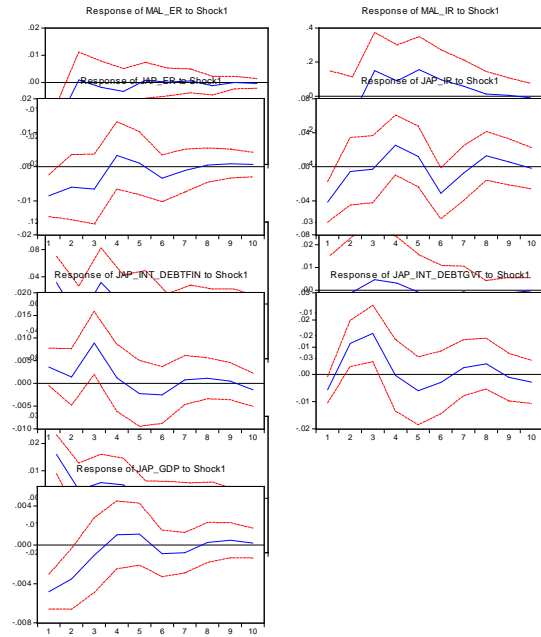 Response of MAL_ER to Shock1
Response of MAL_IR to Shock1
.02
.01
.00
.4
.2
.0
Response of JAP_ER to Shock1
Response of JAP_IR to Shock1
.02
.01
.00
-.01
-.02
1 2 3 4 5 6 7 8 9 10
.08
.00
-.04
-.08
1 2 3 4 5 6 7 8 9 10
.08
.04
.02
.01
.00
Response of JAP_INT_DEBTFIN to Shock1
Response of JAP_INT_DEBTGVT to Shock1
.020
.015
.000
-.005
-.010
1 2 3 4 5 6 7 8 9 10
.00
-.01
-.02
1 2 3 4 5 6 7 8 9 10
.02
.01
Response of JAP_GDP to Shock1
.000
-.004
-.008
1 2 3 4 5 6 7 8 9 10